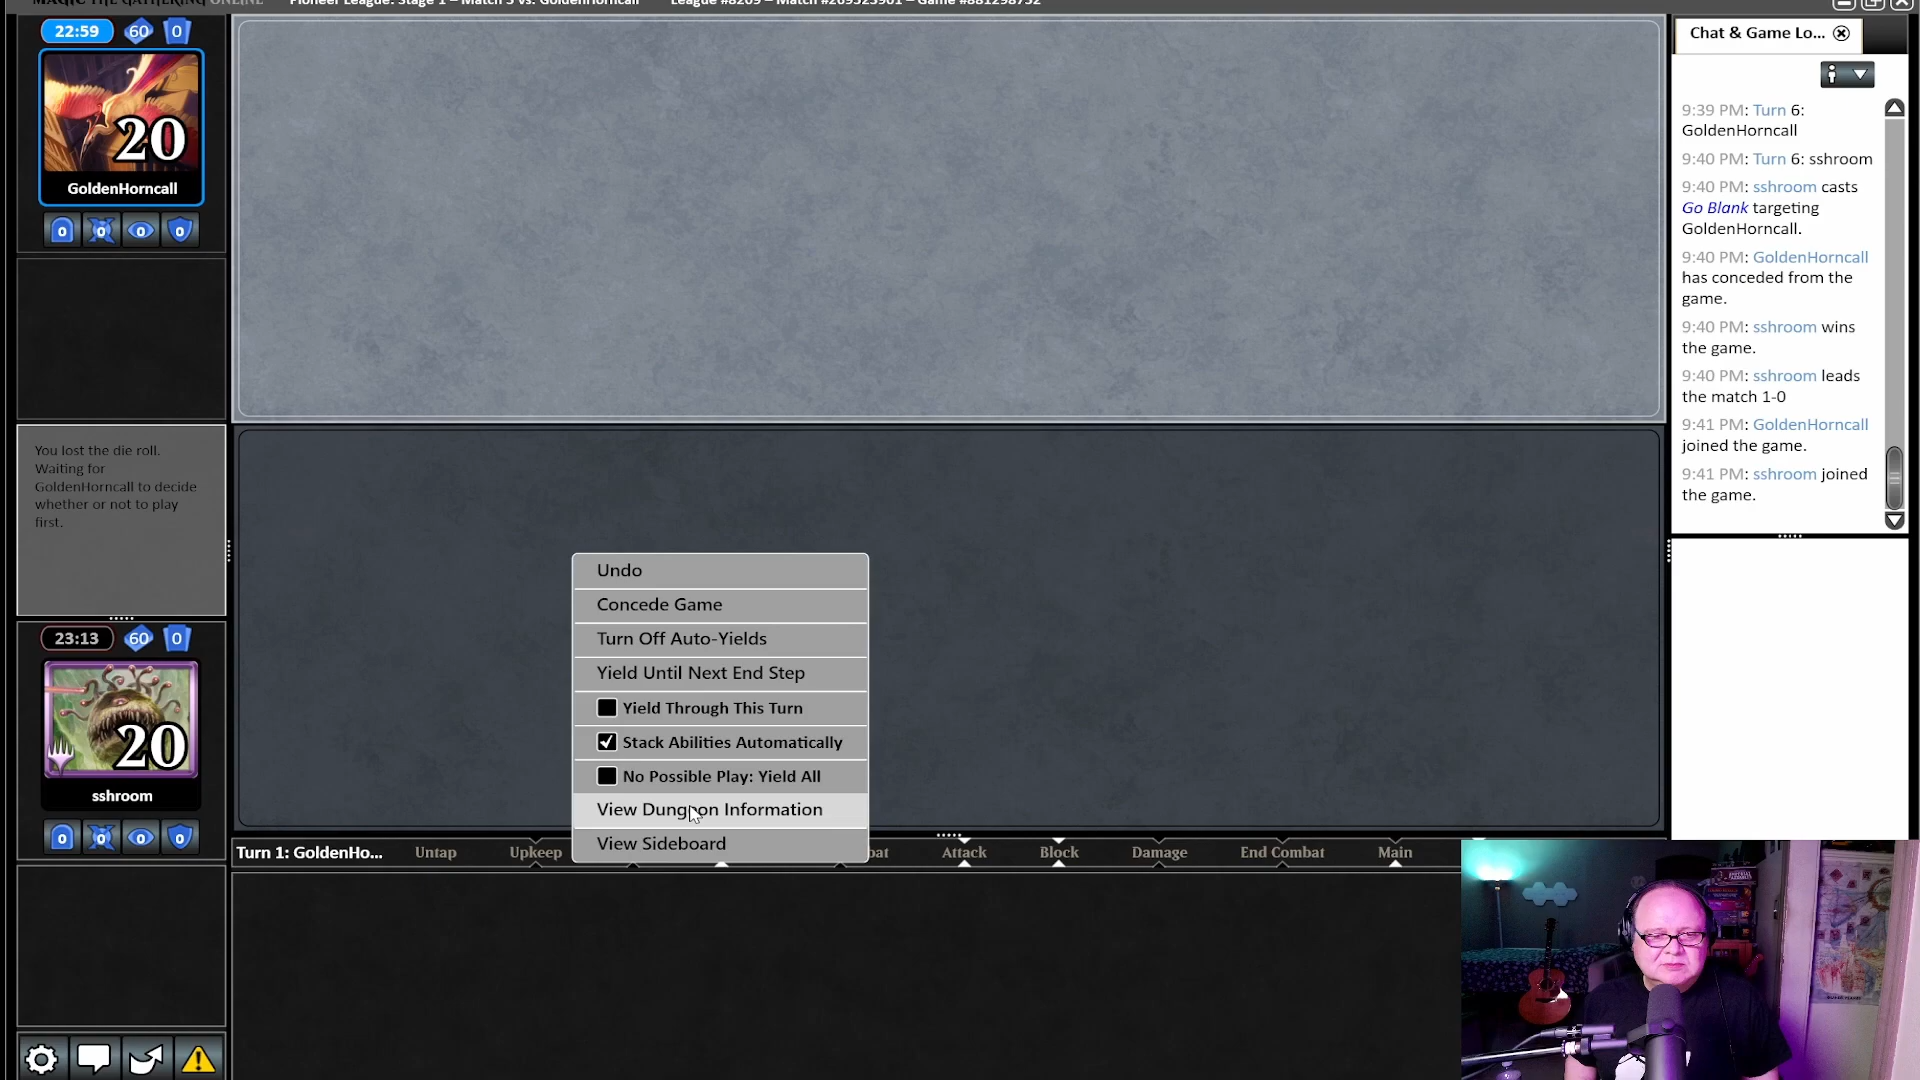 MAGIC THE GATHERING ONLINE
22:59
60
0
20
GoldenHorncall
0
0
0
0
You lost the die roll.
Waiting for
GoldenHorncall to decide
whether or not to play
first.
23:13
60
0
20
sshroom
0
0
0
0
Undo
Concede Game
Turn Off Auto-Yields
Yield Until Next End Step
Yield Through This Turn
Stack Abilities Automatically
No Possible Play: Yield All
View Dungeon Information
View Sideboard
Turn 1: GoldenHo...
Untap
Upkeep
bat
Attack
Block
Damage
End Combat
Main
Chat & Game Lo...
9:39 PM: Turn 6:
GoldenHorncall
9:40 PM: Turn 6: sshroom
9:40 PM: sshroom casts
Go Blank targeting
GoldenHorncall.
9:40 PM: GoldenHorncall
has conceded from the
game.
9:40 PM: sshroom wins
the game.
9:40 PM: sshroom leads
the match 1-0
9:41 PM: GoldenHorncall
joined the game.
9:41 PM: sshroom joined
the game.